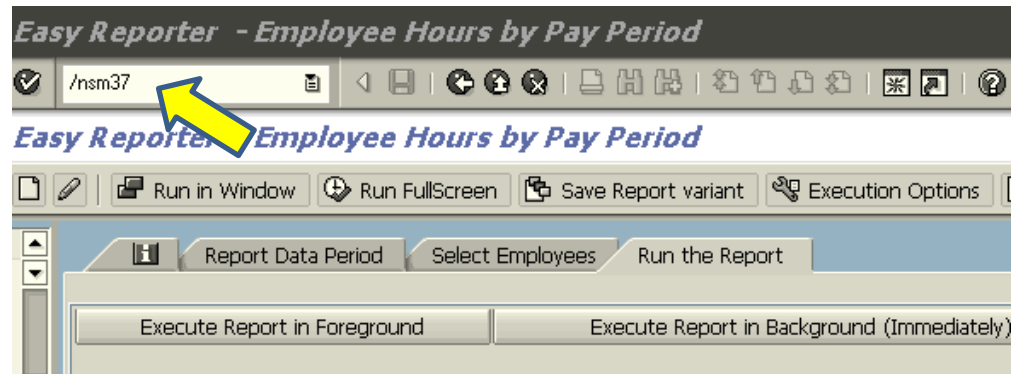 Easy Reporter - Employee Hours by Pay Period
/nsm37
Easy Reporter - Employee Hours by Pay Period
Run in Window Run FullScreen Save Report variant Execution Options
Report Data Period Select Employees Run the Report
Execute Report in Foreground Execute Report in Background (Immediately)